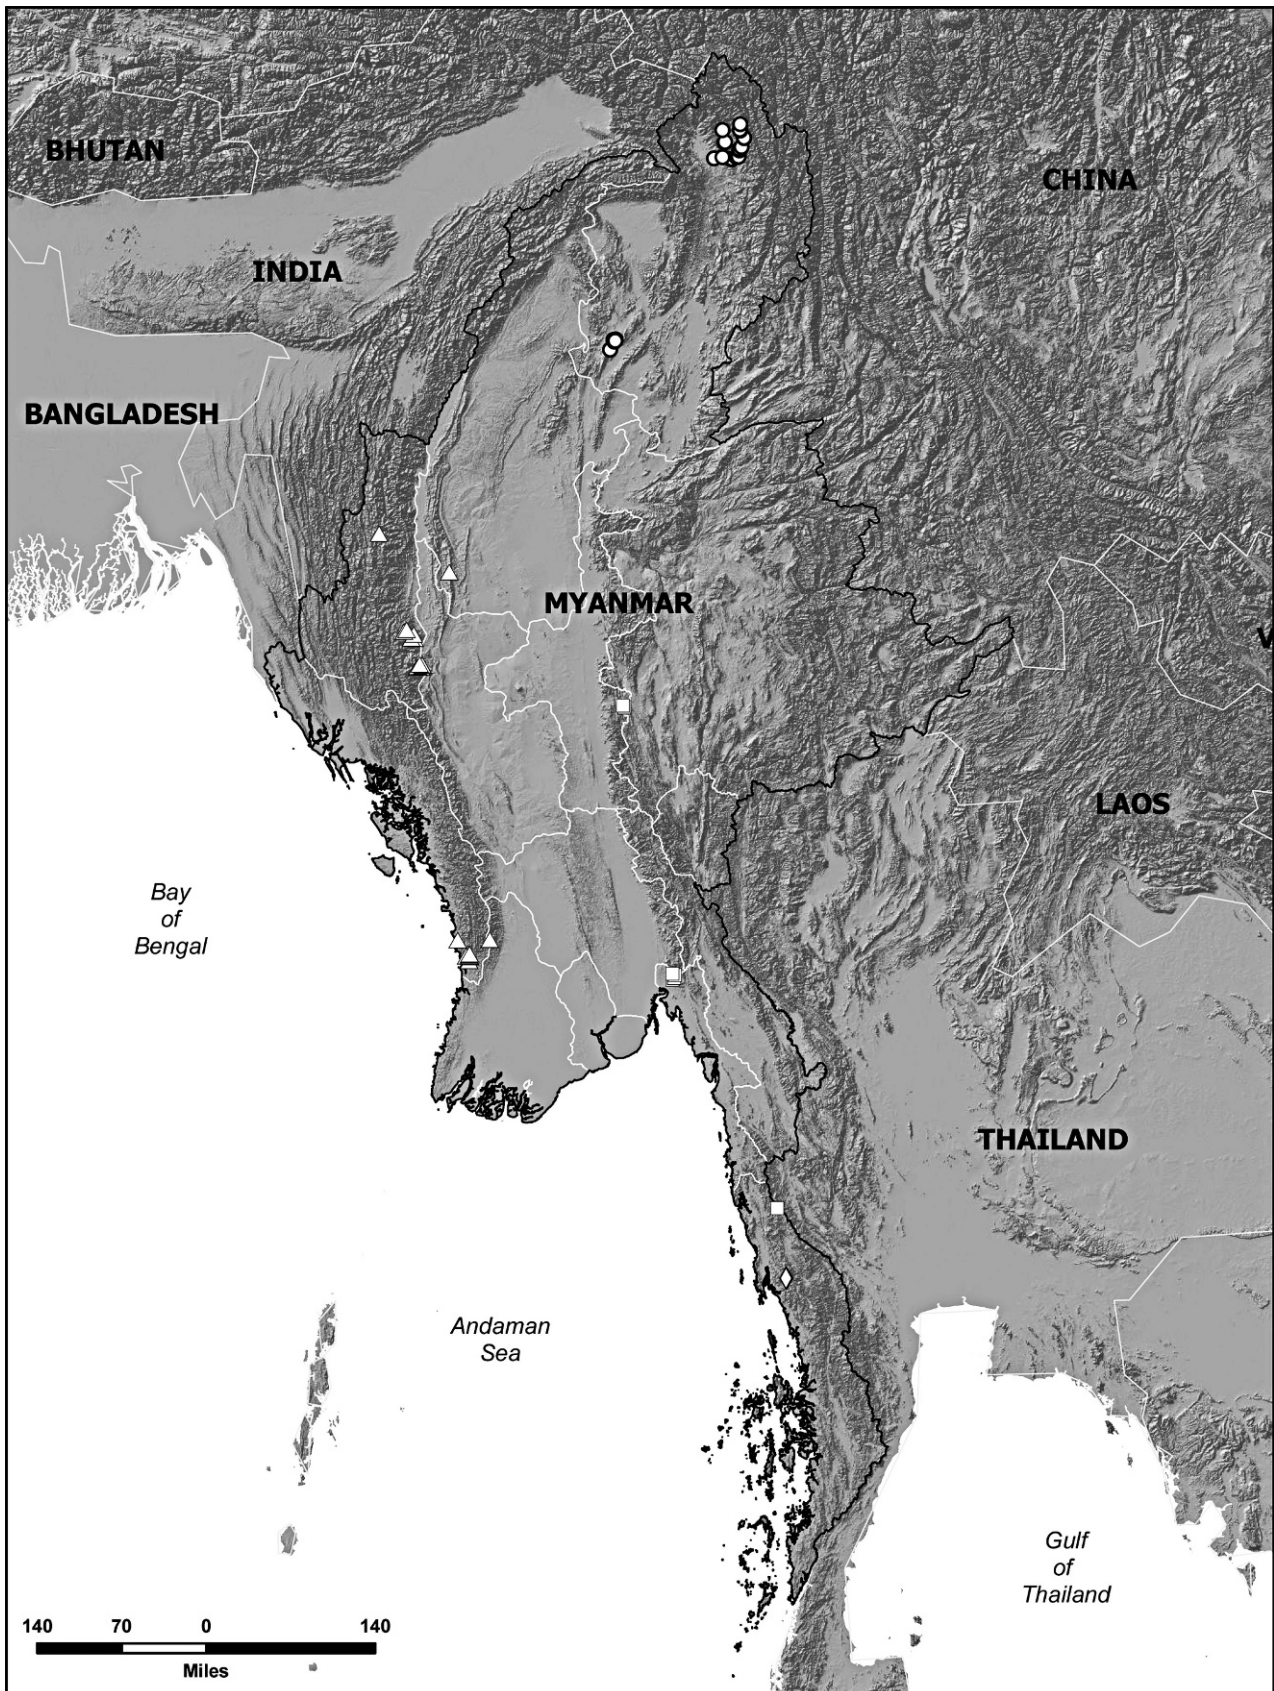 BHUTAN
CHINA
INDIA
BANGLADESH
MYANMAR
V
LAOS
Bay
of
Bengal
THAILAND
Andaman
Sea
Gulf
of
Thailand
140 70 0 140
Miles